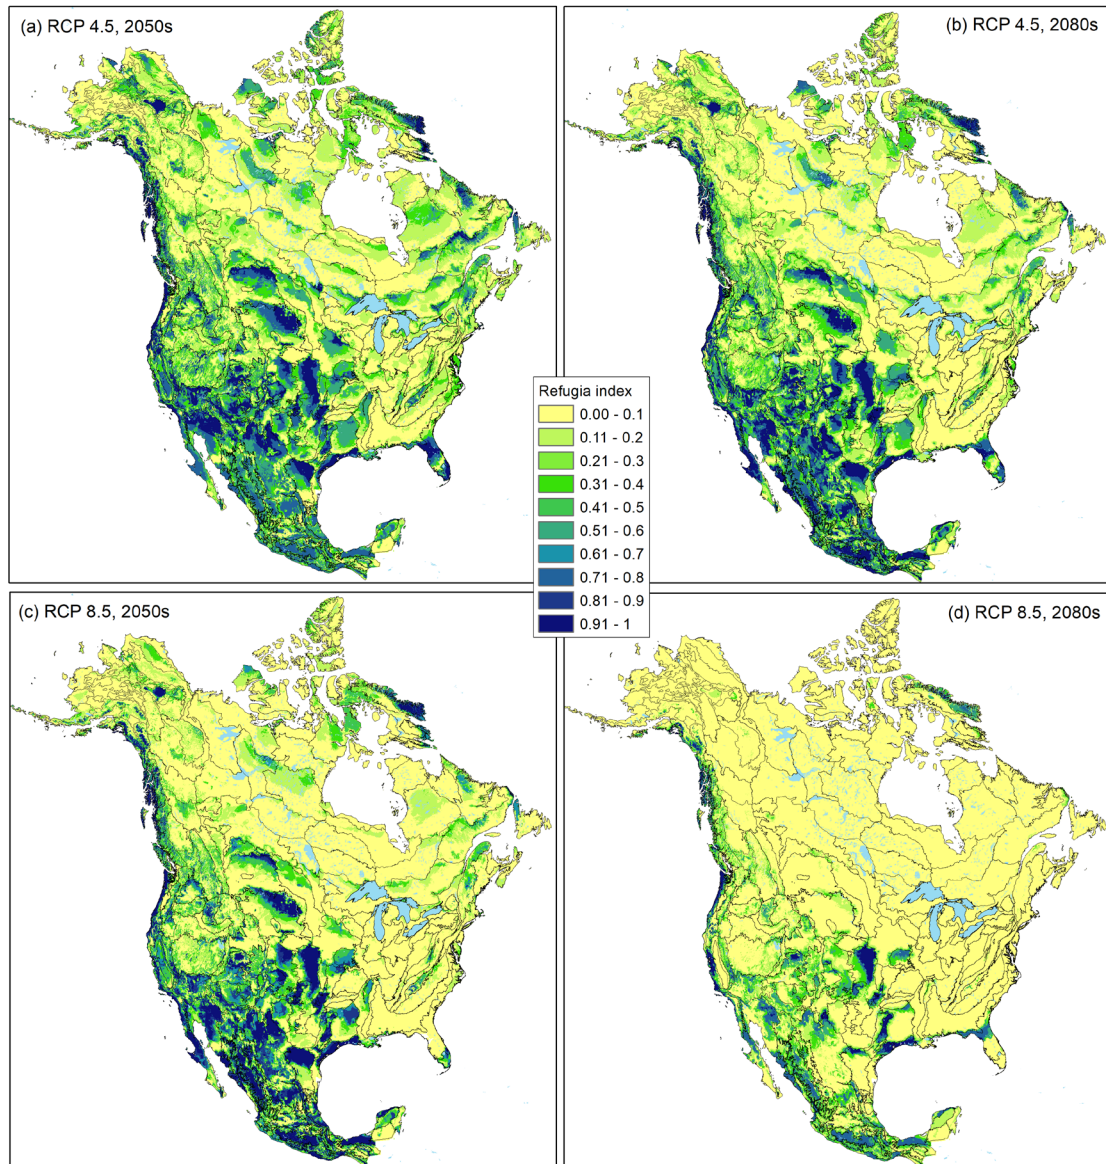 (a) RCP 4.5, 2050s
(b) RCP 4.5, 2080s
Refugia index
0.00 - 0.1
0.11 - 0.2
0.21 - 0.3
0.31 - 0.4
0.41 - 0.5
0.51 - 0.6
0.61 - 0.7
0.71 - 0.8
0.81 - 0.9
0.91 - 1
(c) RCP 8.5, 2050s
(d) RCP 8.5, 2080s